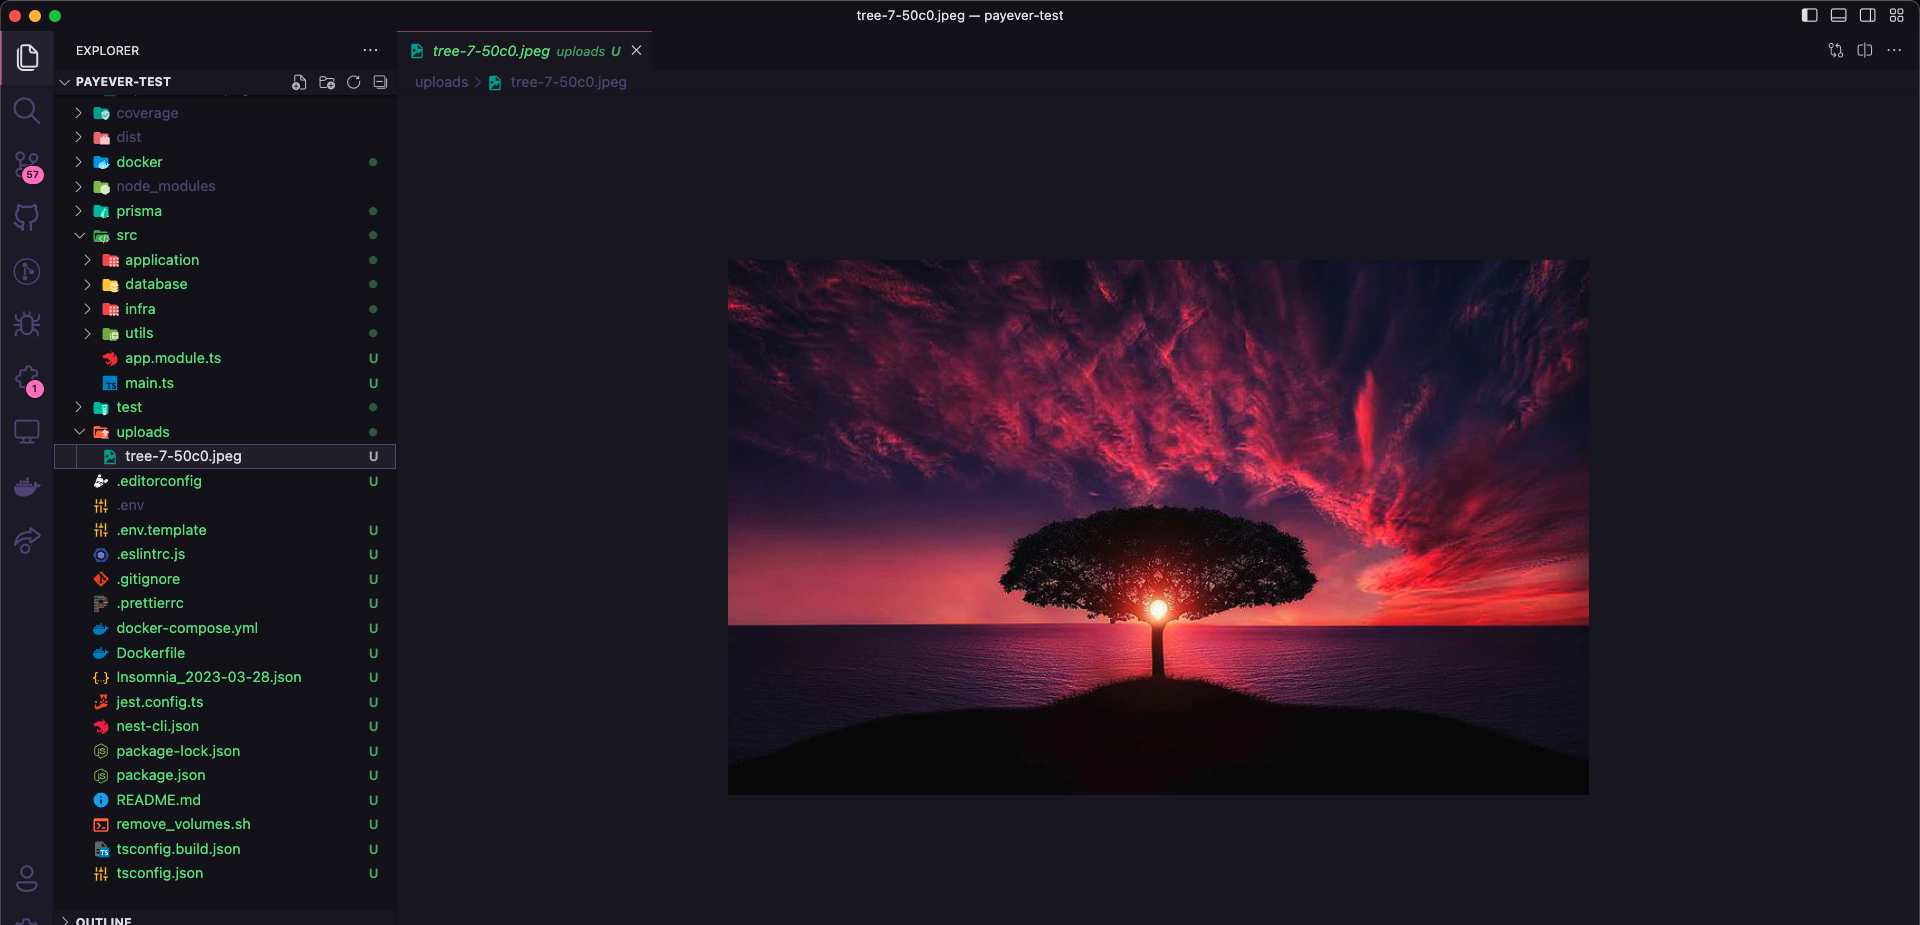 tree-7-50c0.jpeg — payever-test
EXPLORER
tree-7-50c0.jpeg uploads U
PAYEVER-TEST
uploads > tree-7-50c0.jpeg
coverage
dist
docker
node_modules
57
prisma
src
application
database
infra
utils
app.module.ts U
main.ts U
1
test
uploads
tree-7-50c0.jpeg U
.editorconfig U
.env
.env.template U
.eslintrc.js U
.gitignore U
.prettierrc U
docker-compose.yml U
Dockerfile U
Insomnia_2023-03-28.json U
jest.config.ts U
nest-cli.json U
package-lock.json U
package.json U
README.md U
remove_volumes.sh U
tsconfig.build.json U
tsconfig.json U
OUTLINE